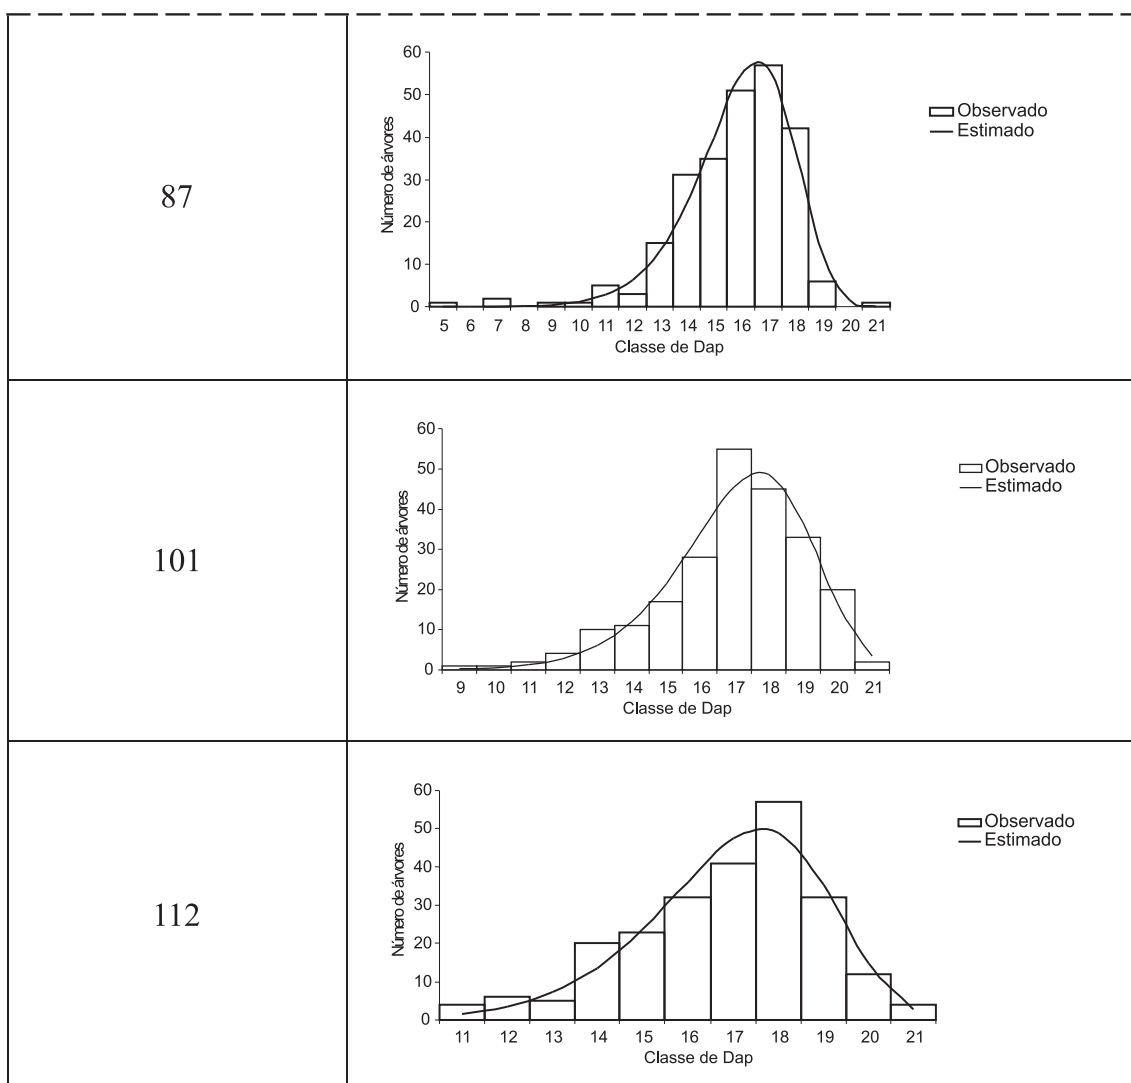 87
Número de árvores
60
50
40
30
20
10
0
5 6 7 8 9 10 11 12 13 14 15 16 17 18 19 20 21
Classe de Dap
Observado
Estimado
101
Número de árvores
60
50
40
30
20
10
0
9 10 11 12 13 14 15 16 17 18 19 20 21
Classe de Dap
Observado
Estimado
112
Número de árvores
60
50
40
30
20
10
0
11 12 13 14 15 16 17 18 19 20 21
Classe de Dap
Observado
Estimado